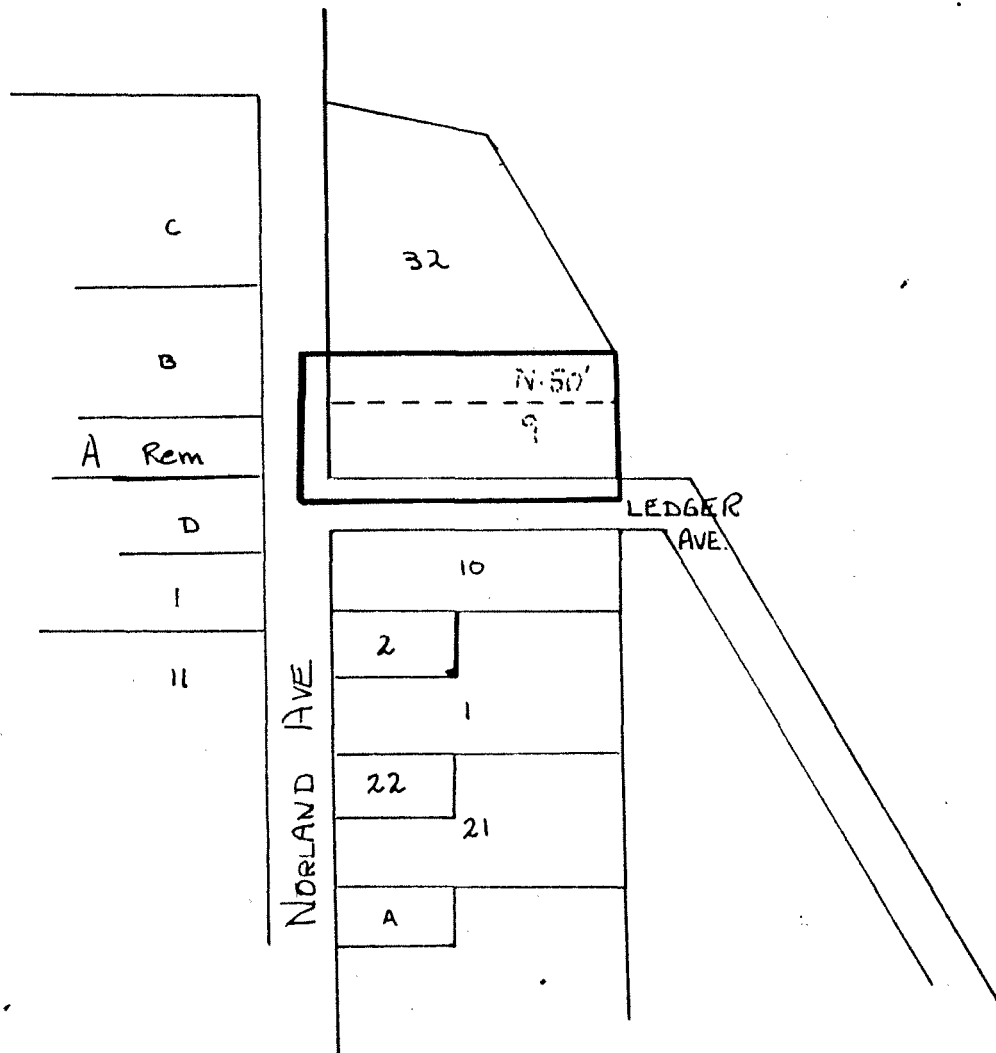 C
32
B
N·50'
9
A Rem
LEDGER
AVE.
D
10
1
2
11
1
NORLAND AVE
22
21
A